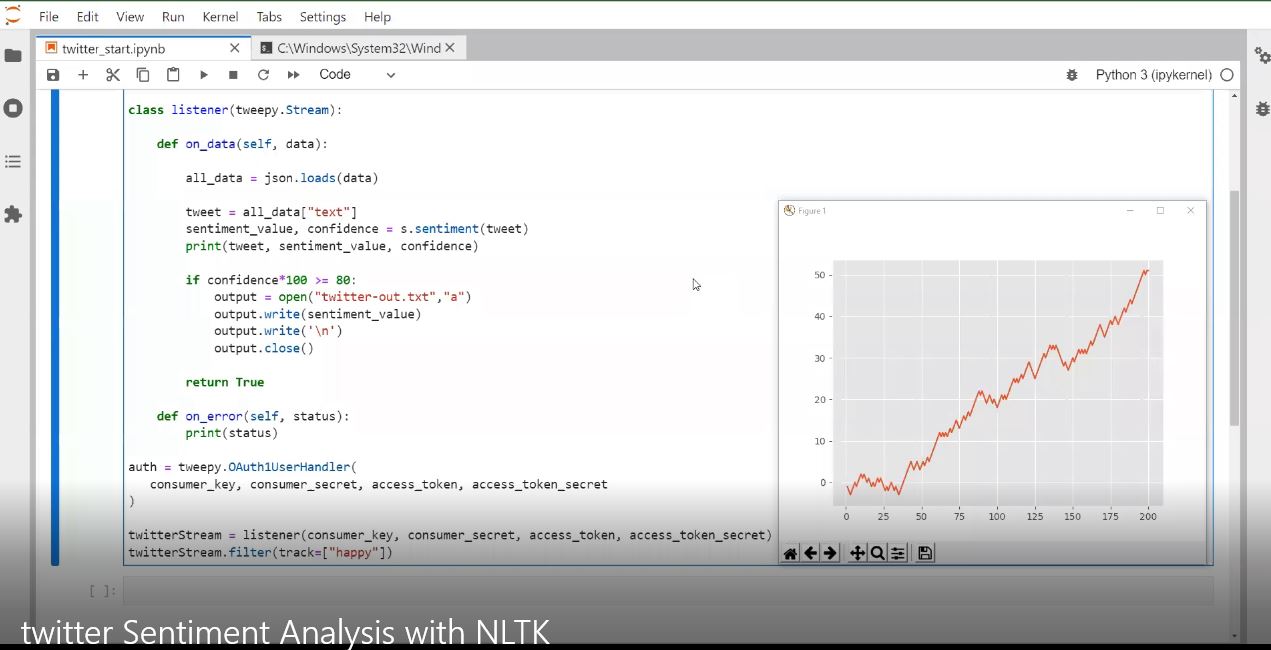 File Edit View Run Kernel Tabs Settings Help
twitter_start.ipynb
C:\Windows\System32\Wind
Code
Python 3 (ipykernel)
class listener(tweepy.Stream):
def on_data(self, data):
all_data = json.loads(data)
tweet = all_data["text"]
sentiment_value, confidence = s.sentiment(tweet)
print(tweet, sentiment_value, confidence)
if confidence*100 >= 80:
output = open("twitter-out.txt","a")
output.write(sentiment_value)
output.write('\n')
output.close()
return True
def on_error(self, status):
print(status)
auth = tweepy.OAuth1UserHandler(
consumer_key, consumer_secret, access_token, access_token_secret
)
twitterStream = listener(consumer_key, consumer_secret, access_token, access_token_secret)
twitterStream.filter(track=["happy"])
[ ]:
Figure 1
50
40
30
20
10
0
0 25 50 75 100 125 150 175 200
twitter Sentiment Analysis with NLTK